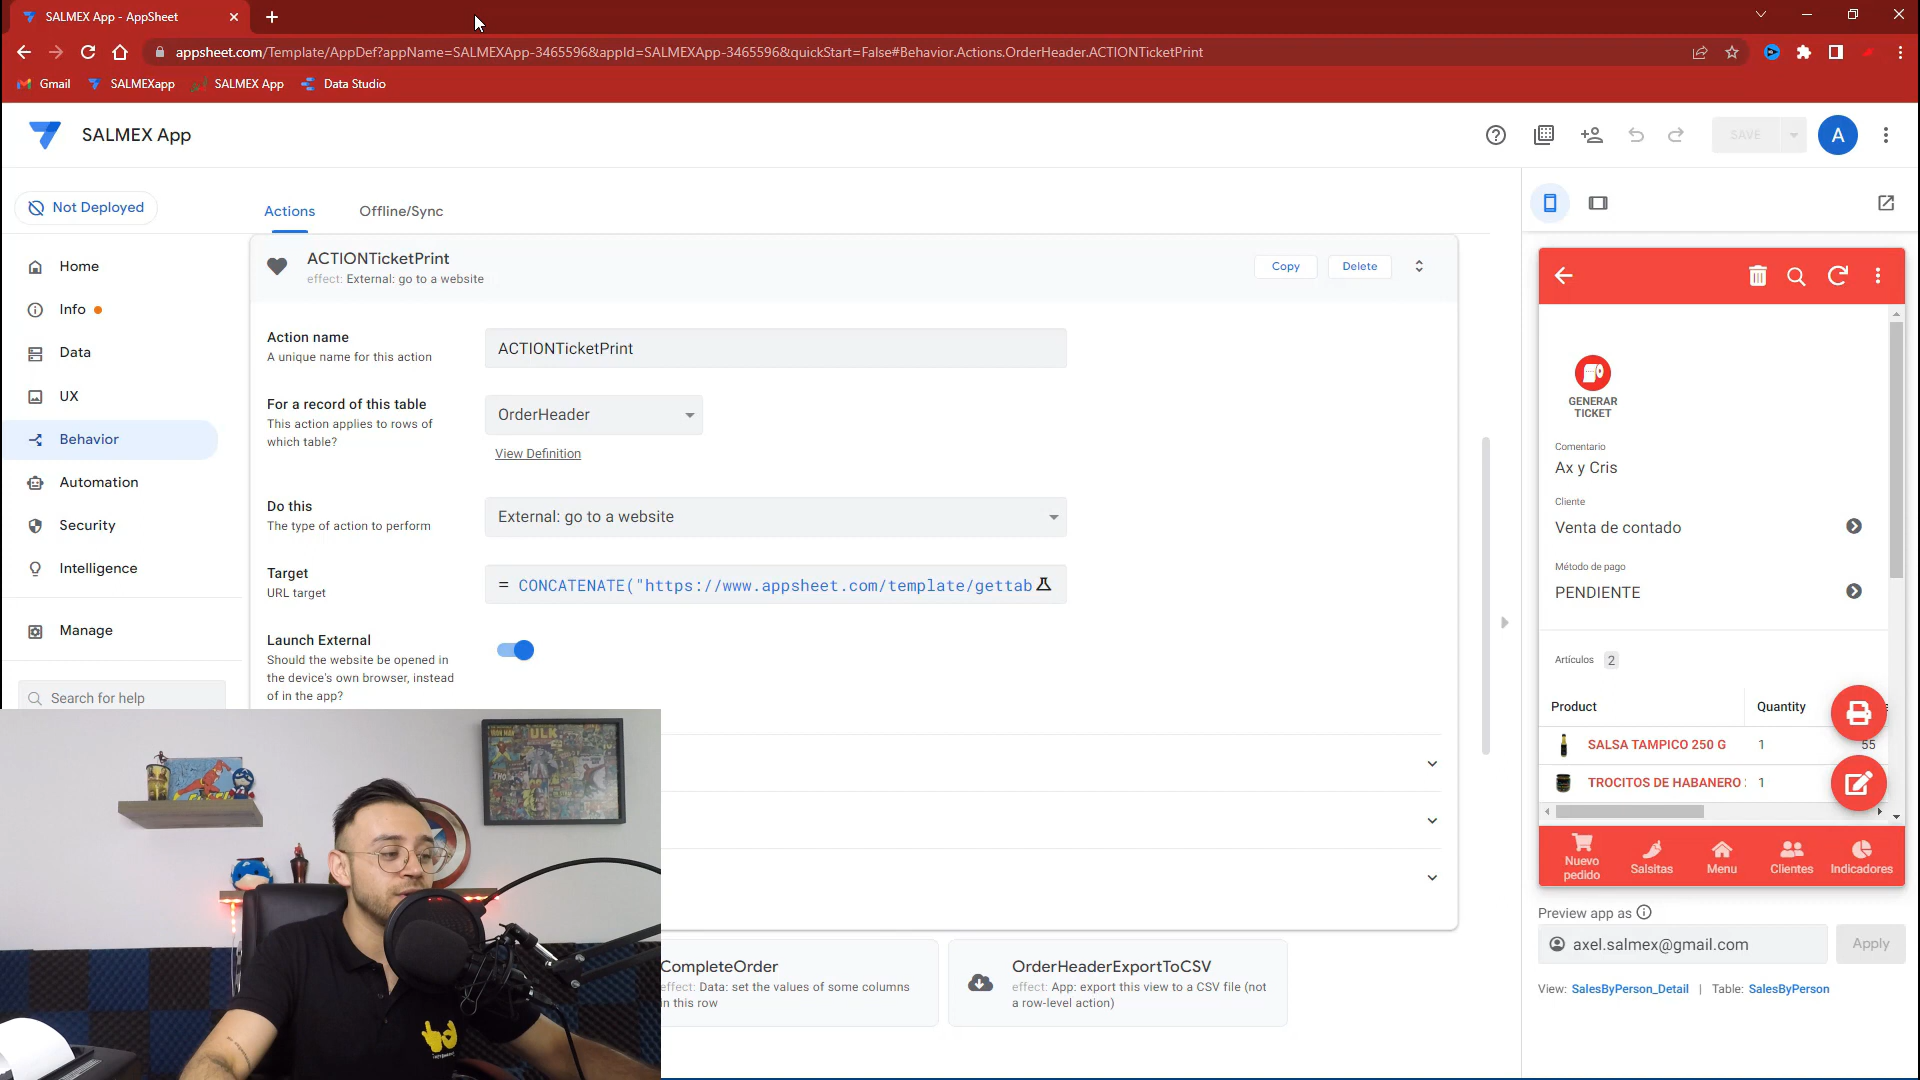 SALMEX App - AppSheet
appsheet.com/Template/AppDef?appName=SALMEXApp-3465596&appId=SALMEXApp-3465596&quickStart=False#Behavior.Actions.OrderHeader.ACTIONTicketPrint
Gmail SALMEXapp SALMEX App Data Studio
SALMEX App
SAVE
A
Not Deployed
Actions Offline/Sync
Home
Info
Data
UX
Behavior
Automation
Security
Intelligence
Manage
Search for help
ACTIONTicketPrint
effect: External: go to a website
Copy Delete
Action name
A unique name for this action
ACTIONTicketPrint
For a record of this table
This action applies to rows of
which table?
OrderHeader
View Definition
Do this
The type of action to perform
External: go to a website
Target
URL target
= CONCATENATE("https://www.appsheet.com/template/gettab
Launch External
Should the website be opened in
the device's own browser, instead
of in the app?
CompleteOrder
effect: Data: set the values of some columns
in this row
OrderHeaderExportToCSV
effect: App: export this view to a CSV file (not
a row-level action)
GENERAR
TICKET
Comentario
Ax y Cris
Cliente
Venta de contado
Método de pago
PENDIENTE
Artículos 2
Product Quantity
SALSA TAMPICO 250 G 1 55
TROCITOS DE HABANERO 1
Nuevo
pedido
Salsitas
Menu
Clientes
Indicadores
Preview app as
axel.salmex@gmail.com
Apply
View: SalesByPerson_Detail | Table: SalesByPerson